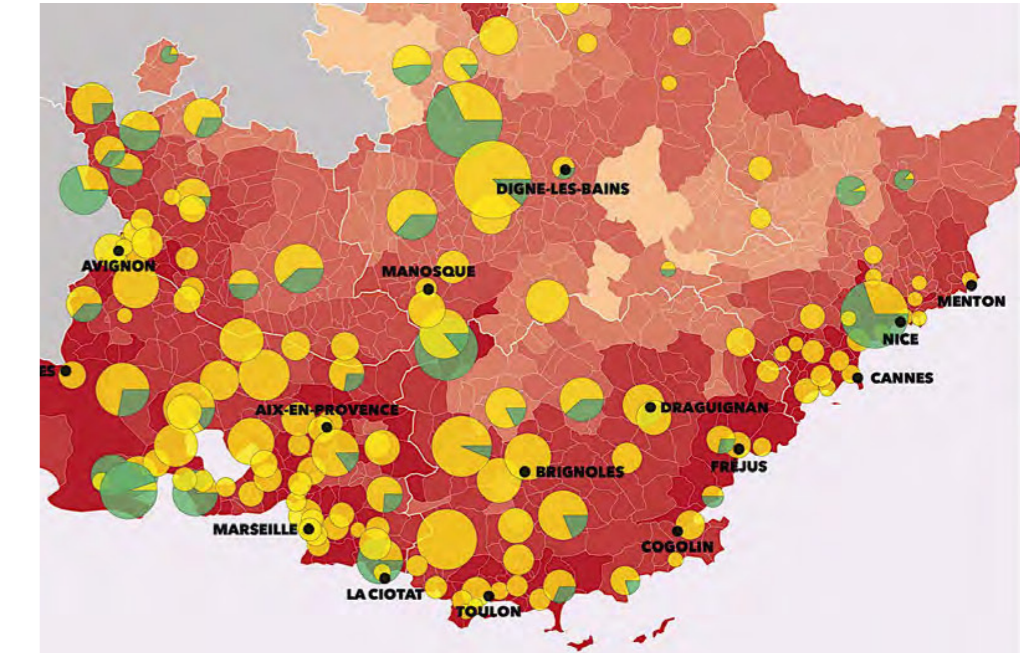 DIGNE-LES-BAINS
AVIGNON
MANOSQUE
MENTON
NICE
ES
CANNES
AIX-EN-PROVENCE
DRAGUIGNAN
FRÉJUS
BRIGNOLES
MARSEILLE
COGOLIN
LA CIOTAT
TOULON